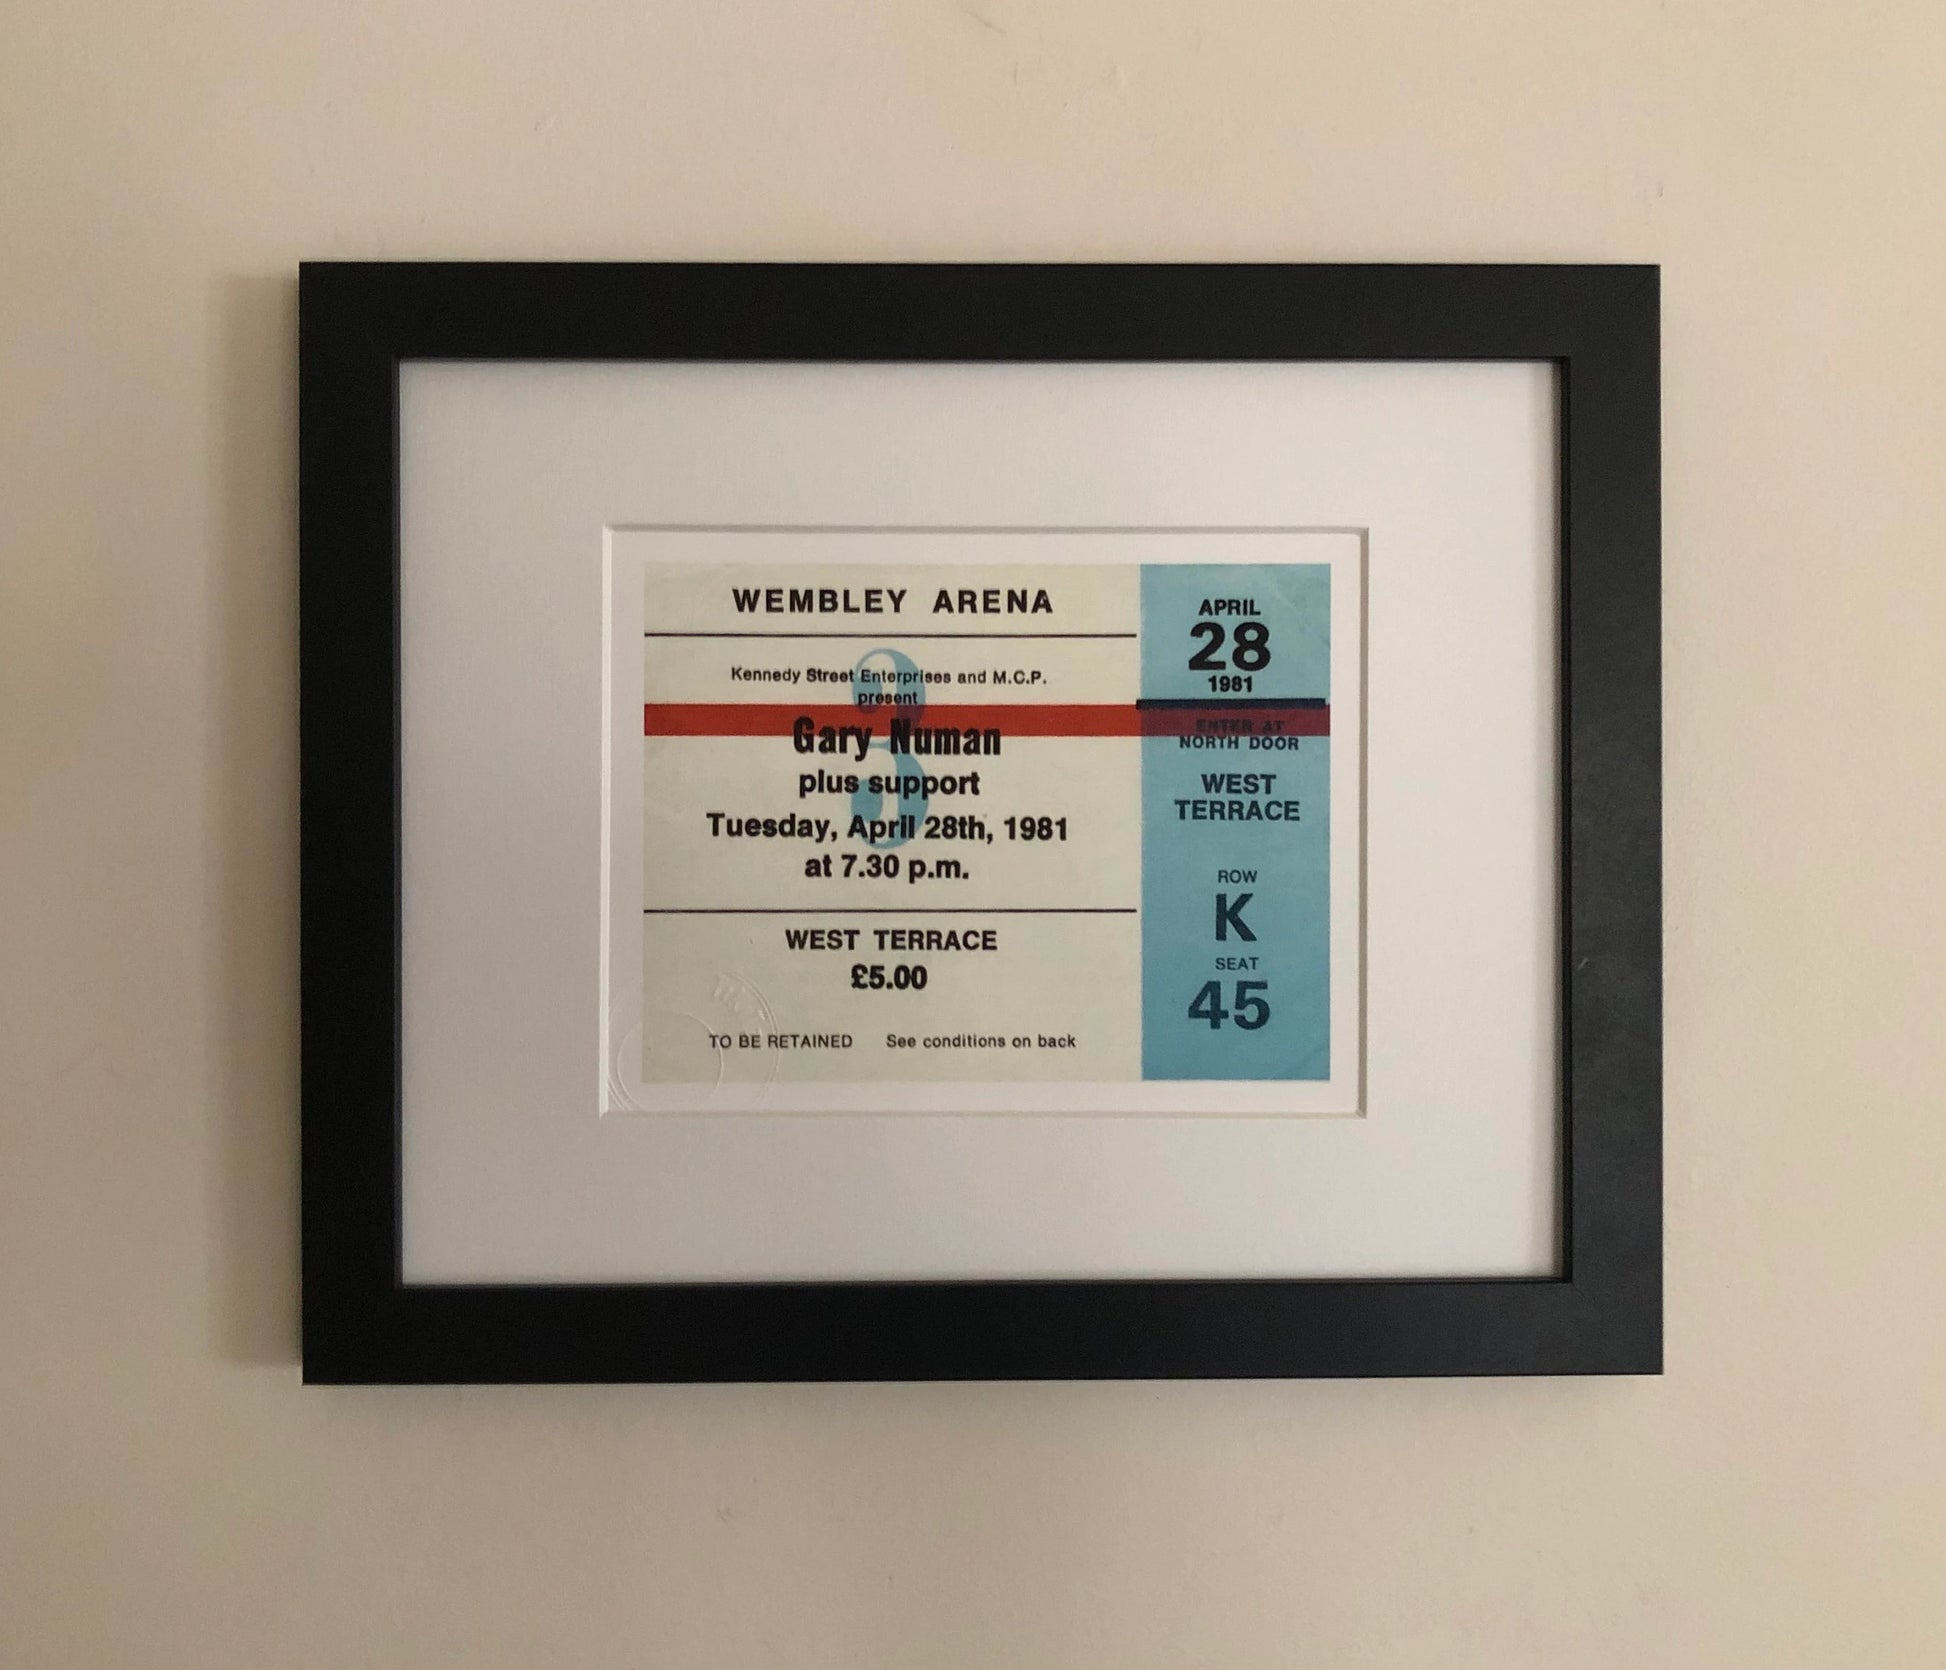 WEMBLEY ARENA
Kennedy Street Enterprises and M.C.P.
present
3
Gary Numan
plus support
Tuesday, April 28th, 1981
at 7.30 p.m.
WEST TERRACE
£5.00
TO BE RETAINED See conditions on back
APRIL
28
1981
ENTER AT
NORTH DOOR
WEST
TERRACE
ROW
K
SEAT
45